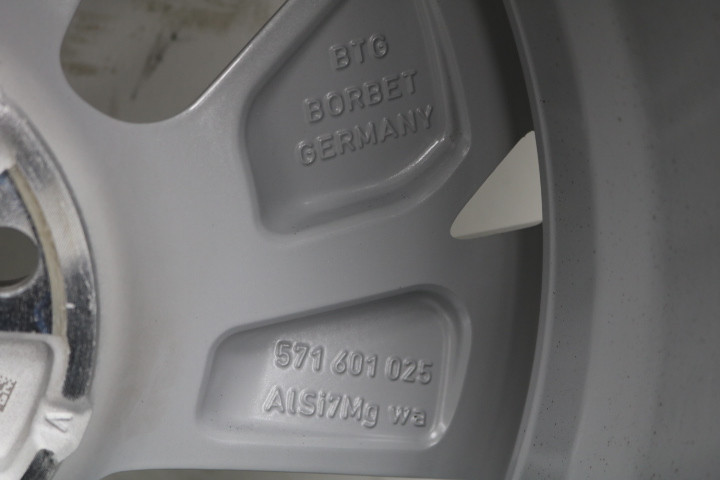 BTG
BORBET
GERMANY
571 601 025
AlSi7Mg wa
V